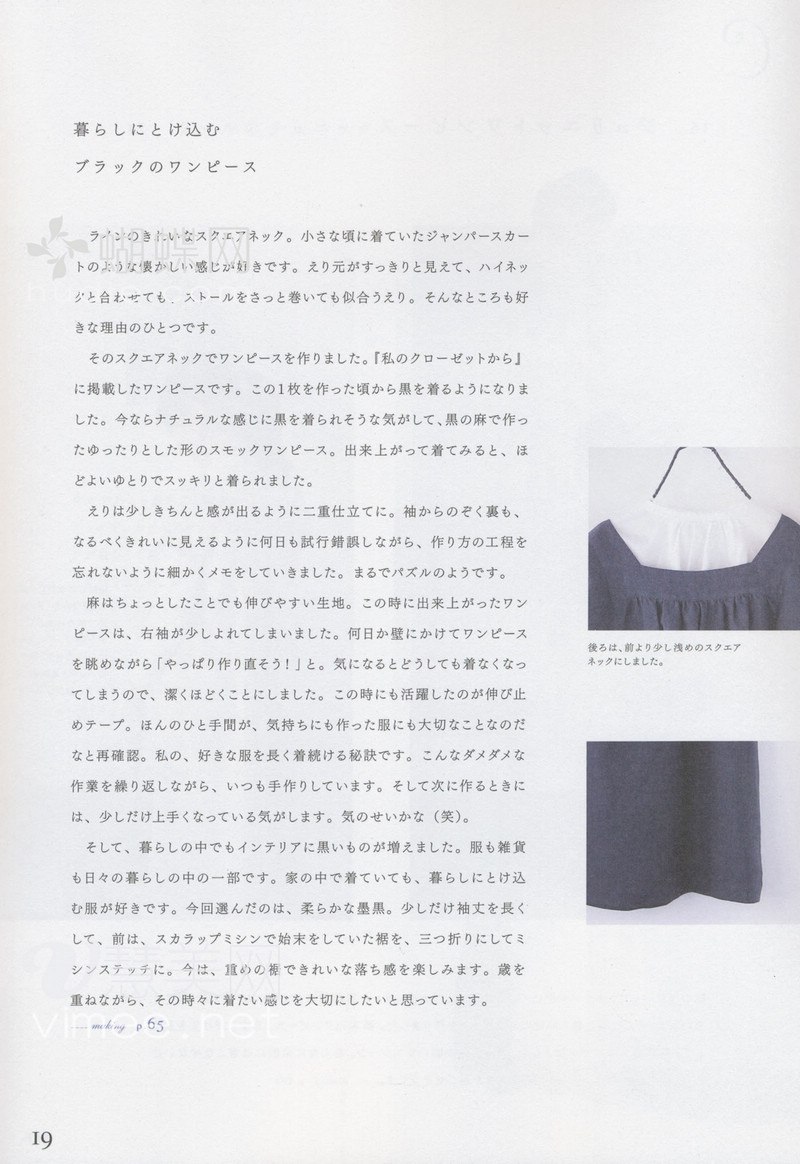 暮らしにとけ込む
ブラックのワンピース
ラインのきれいなスクエアネック。小さな頃に着ていたジャンパースカー
トのような懐かしい感じが好きです。えり元がすっきりと見えて、ハイネッ
クと合わせても、ストールをさっと巻いても似合うえり。そんなところも好
きな理由のひとつです。
そのスクエアネックでワンピースを作りました。『私のクローゼットから』
に掲載したワンピースです。この1枚を作った頃から黒を着るようになりま
した。今ならナチュラルな感じに黒を着られそうな気がして、黒の麻で作っ
たゆったりとした形のスモックワンピース。出来上がって着てみると、ほ
どよいゆとりでスッキリと着られました。
えりは少しきちんと感が出るように二重仕立てに。袖からのぞく裏も、
なるべくきれいに見えるように何日も試行錯誤しながら、作り方の工程を
忘れないように細かくメモをしていきました。まるでパズルのようです。
麻はちょっとしたことでも伸びやすい生地。この時に出来上がったワン
ピースは、右袖が少しよれてしまいました。何日か壁にかけてワンピース
を眺めながら「やっぱり作り直そう！」と。気になるとどうしても着なくなっ
てしまうので、潔くほどくことにしました。この時にも活躍したのが伸び止
めテープ。ほんのひと手間が、気持ちにも作った服にも大切なことなのだ
なと再確認。私の、好きな服を長く着続ける秘訣です。こんなダメダメな
作業を繰り返しながら、いつも手作りしています。そして次に作るときに
は、少しだけ上手くなっている気がします。気のせいかな（笑）。
そして、暮らしの中でもインテリアに黒いものが増えました。服も雑貨
も日々の暮らしの中の一部です。家の中で着ていても、暮らしにとけ込
む服が好きです。今回選んだのは、柔らかな墨黒。少しだけ袖丈を長く
して、前は、スカラップミシンで始末をしていた裾を、三つ折りにしてミ
シンステッチに。今は、重めの裾できれいな落ち感を楽しみます。歳を
重ねながら、その時々に着たい感じを大切にしたいと思っています。
..... making p.65
後ろは、前より少し浅めのスクエア
ネックにしました。
蝴蝶网
vimee.net
19